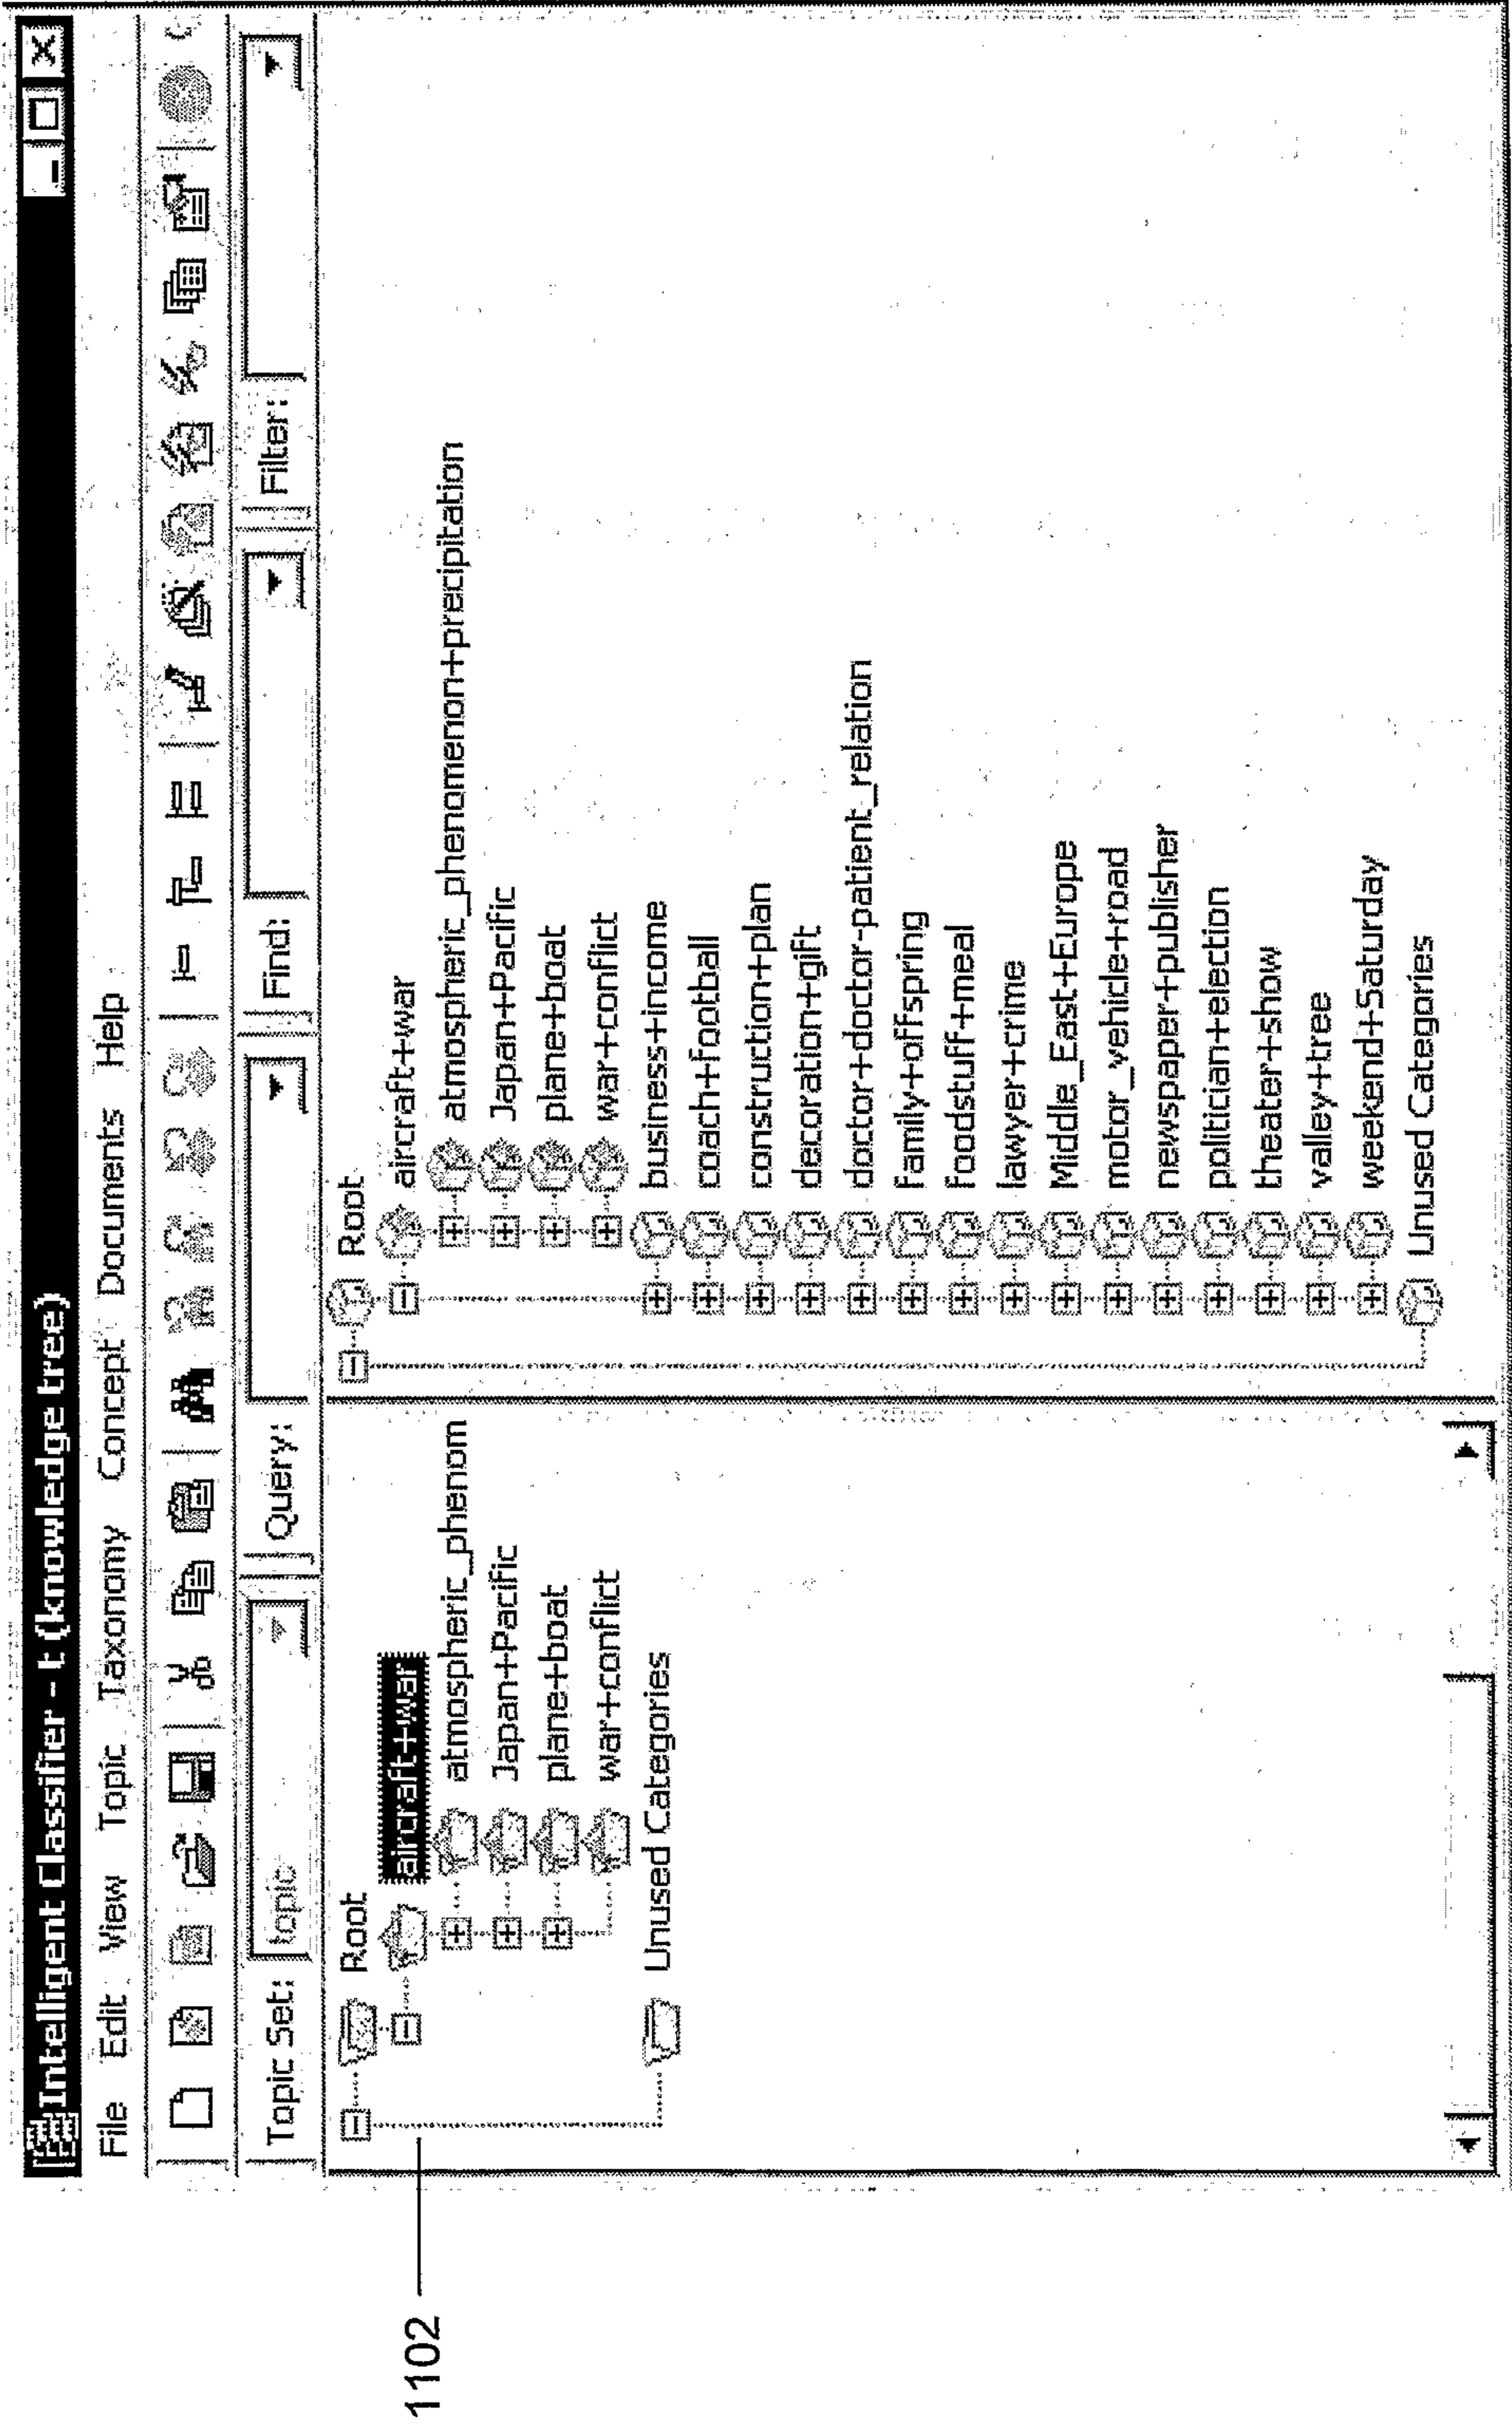 Intelligent Classifier - t (knowledge tree)
File Edit View Topic Taxonomy Concept Documents Help
Topic Set: topic Query: Find: Filter:
Root
aircraft+war
atmospheric_phenom
Japan+Pacific
plane+boat
war+conflict
Unused Categories
Root
aircraft+war
atmospheric_phenomenon+precipitation
Japan+Pacific
plane+boat
war+conflict
business+income
coach+football
construction+plan
decoration+gift
doctor+doctor-patient_relation
family+offspring
foodstuff+meal
lawyer+crime
Middle_East+Europe
motor_vehicle+road
newspaper+publisher
politician+election
theater+show
valley+tree
weekend+Saturday
Unused Categories
1102